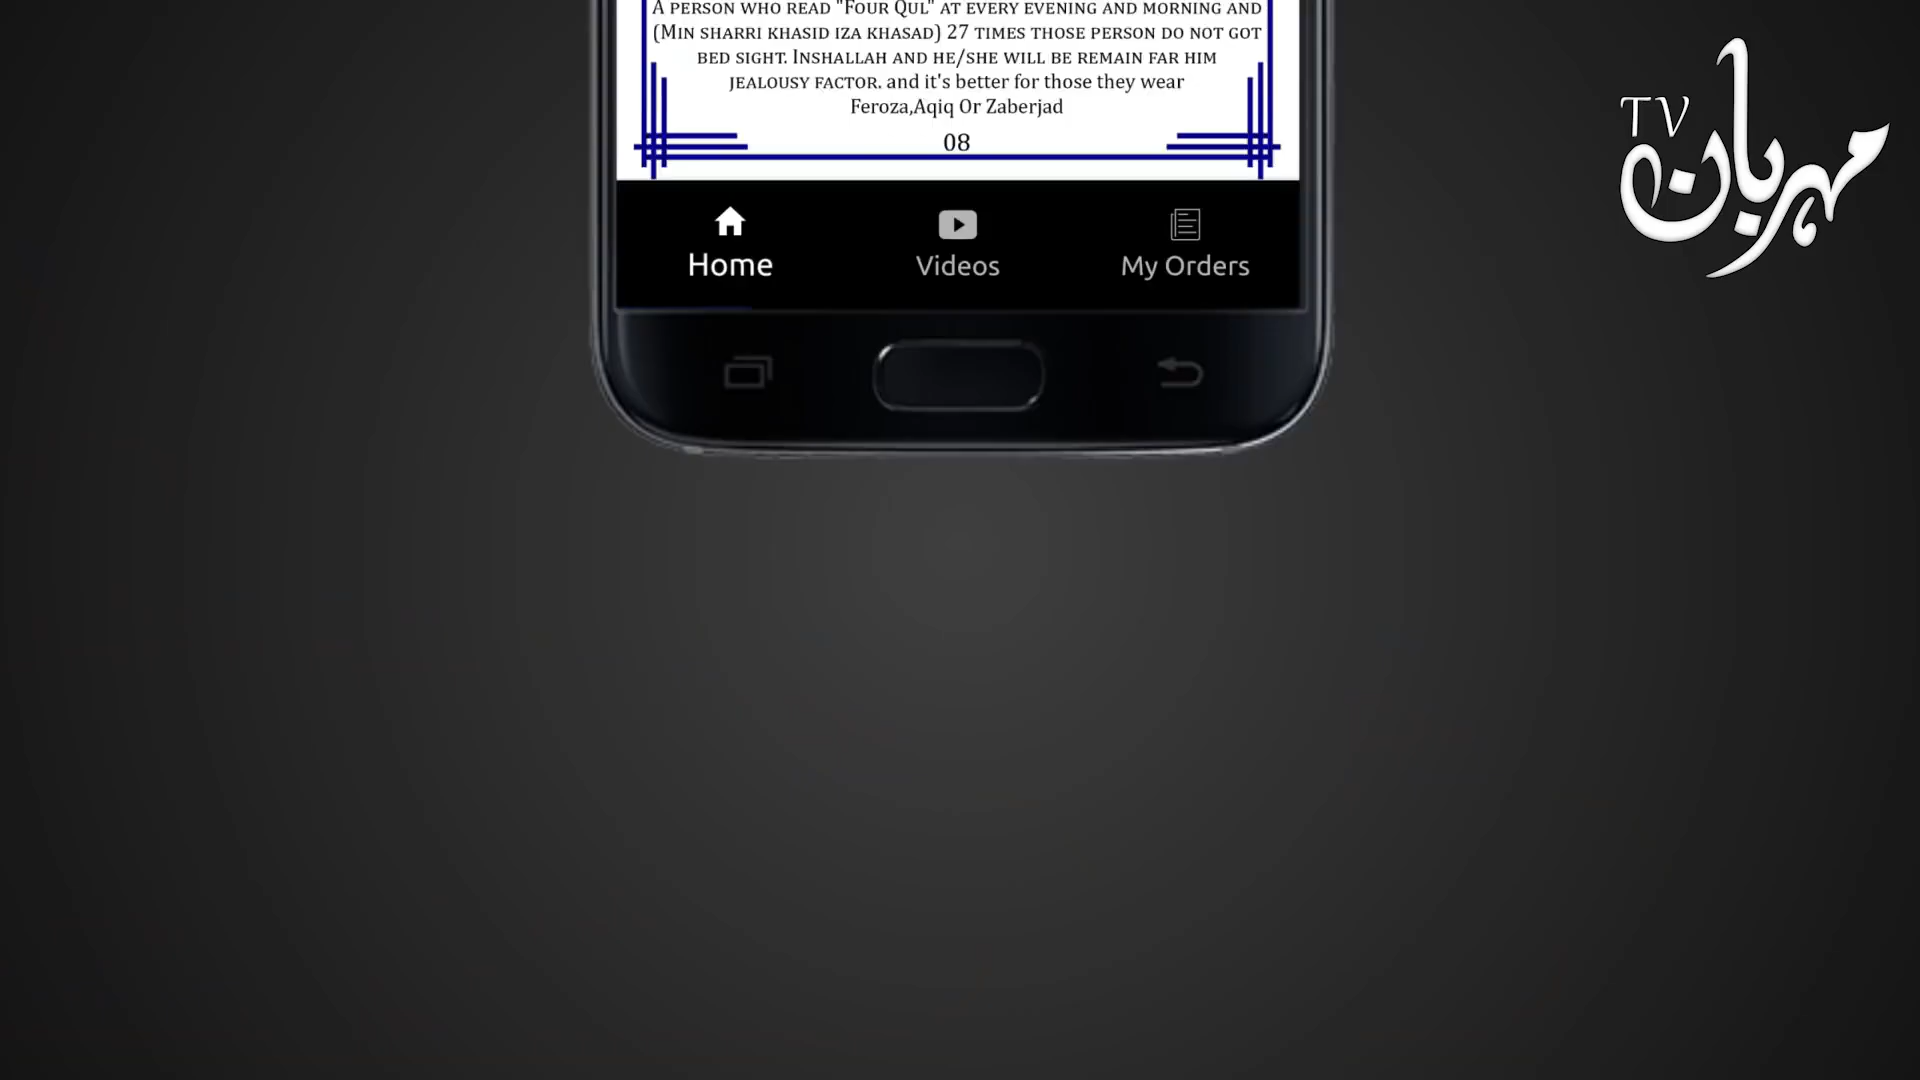 A PERSON WHO READ "FOUR QUL" AT EVERY EVENING AND MORNING AND
(MIN SHARRI KHASID IZA KHASAD) 27 TIMES THOSE PERSON DO NOT GOT
BED SIGHT. INSHALLAH AND HE/SHE WILL BE REMAIN FAR HIM
JEALOUSY FACTOR. and it's better for those they wear
Feroza,Aqiq Or Zaberjad
08
Home
Videos
My Orders
TV
مہربان